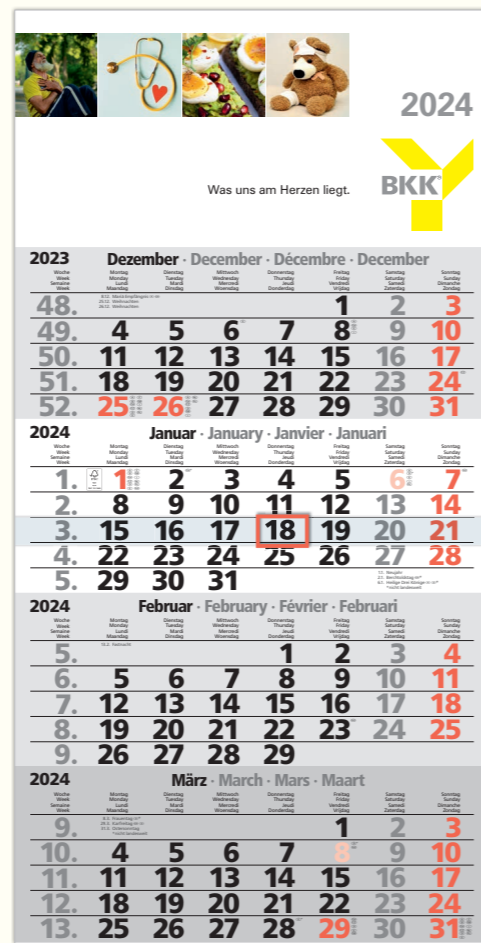 2024
Was uns am Herzen liegt.
BKK®
2023 Dezember · December · Décembre · December
Woche Montag Dienstag Mittwoch Donnerstag Freitag Samstag Sonntag
Week Monday Tuesday Wednesday Thursday Friday Saturday Sunday
Semaine Lundi Mardi Mercredi Jeudi Vendredi Samedi Dimanche
Week Maandag Dinsdag Woensdag Donderdag Vrijdag Zaterdag Zondag
48. 1 2 3
49. 4 5 6 7 8 9 10
50. 11 12 13 14 15 16 17
51. 18 19 20 21 22 23 24
52. 25 26 27 28 29 30 31
2024 Januar · January · Janvier · Januari
Woche Montag Dienstag Mittwoch Donnerstag Freitag Samstag Sonntag
Week Monday Tuesday Wednesday Thursday Friday Saturday Sunday
Semaine Lundi Mardi Mercredi Jeudi Vendredi Samedi Dimanche
Week Maandag Dinsdag Woensdag Donderdag Vrijdag Zaterdag Zondag
1. 1 2 3 4 5 6 7
2. 8 9 10 11 12 13 14
3. 15 16 17 18 19 20 21
4. 22 23 24 25 26 27 28
5. 29 30 31
1.1. Neujahr
2.1. Berchtoldstag
6.1. Heilige Drei Könige
*nicht landesweit
2024 Februar · February · Février · Februari
Woche Montag Dienstag Mittwoch Donnerstag Freitag Samstag Sonntag
Week Monday Tuesday Wednesday Thursday Friday Saturday Sunday
Semaine Lundi Mardi Mercredi Jeudi Vendredi Samedi Dimanche
Week Maandag Dinsdag Woensdag Donderdag Vrijdag Zaterdag Zondag
5. 1 2 3 4
6. 5 6 7 8 9 10 11
7. 12 13 14 15 16 17 18
8. 19 20 21 22 23 24 25
9. 26 27 28 29
2024 März · March · Mars · Maart
Woche Montag Dienstag Mittwoch Donnerstag Freitag Samstag Sonntag
Week Monday Tuesday Wednesday Thursday Friday Saturday Sunday
Semaine Lundi Mardi Mercredi Jeudi Vendredi Samedi Dimanche
Week Maandag Dinsdag Woensdag Donderdag Vrijdag Zaterdag Zondag
9. 1 2 3
10. 4 5 6 7 8 9 10
11. 11 12 13 14 15 16 17
12. 18 19 20 21 22 23 24
13. 25 26 27 28 29 30 31